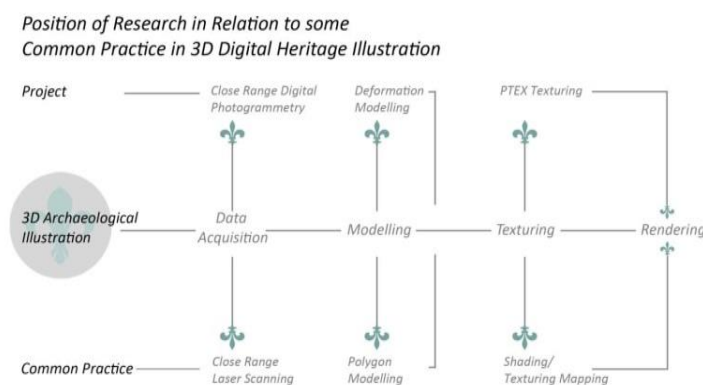 Position of Research in Relation to some
Common Practice in 3D Digital Heritage Illustration
Project
Close Range Digital
Photogrammetry
Deformation
Modelling
PTEX Texturing
3D Archaeological
Illustration
Data
Acquisition
Modelling
Texturing
Rendering
Common Practice
Close Range
Laser Scanning
Polygon
Modelling
Shading/
Texturing Mapping